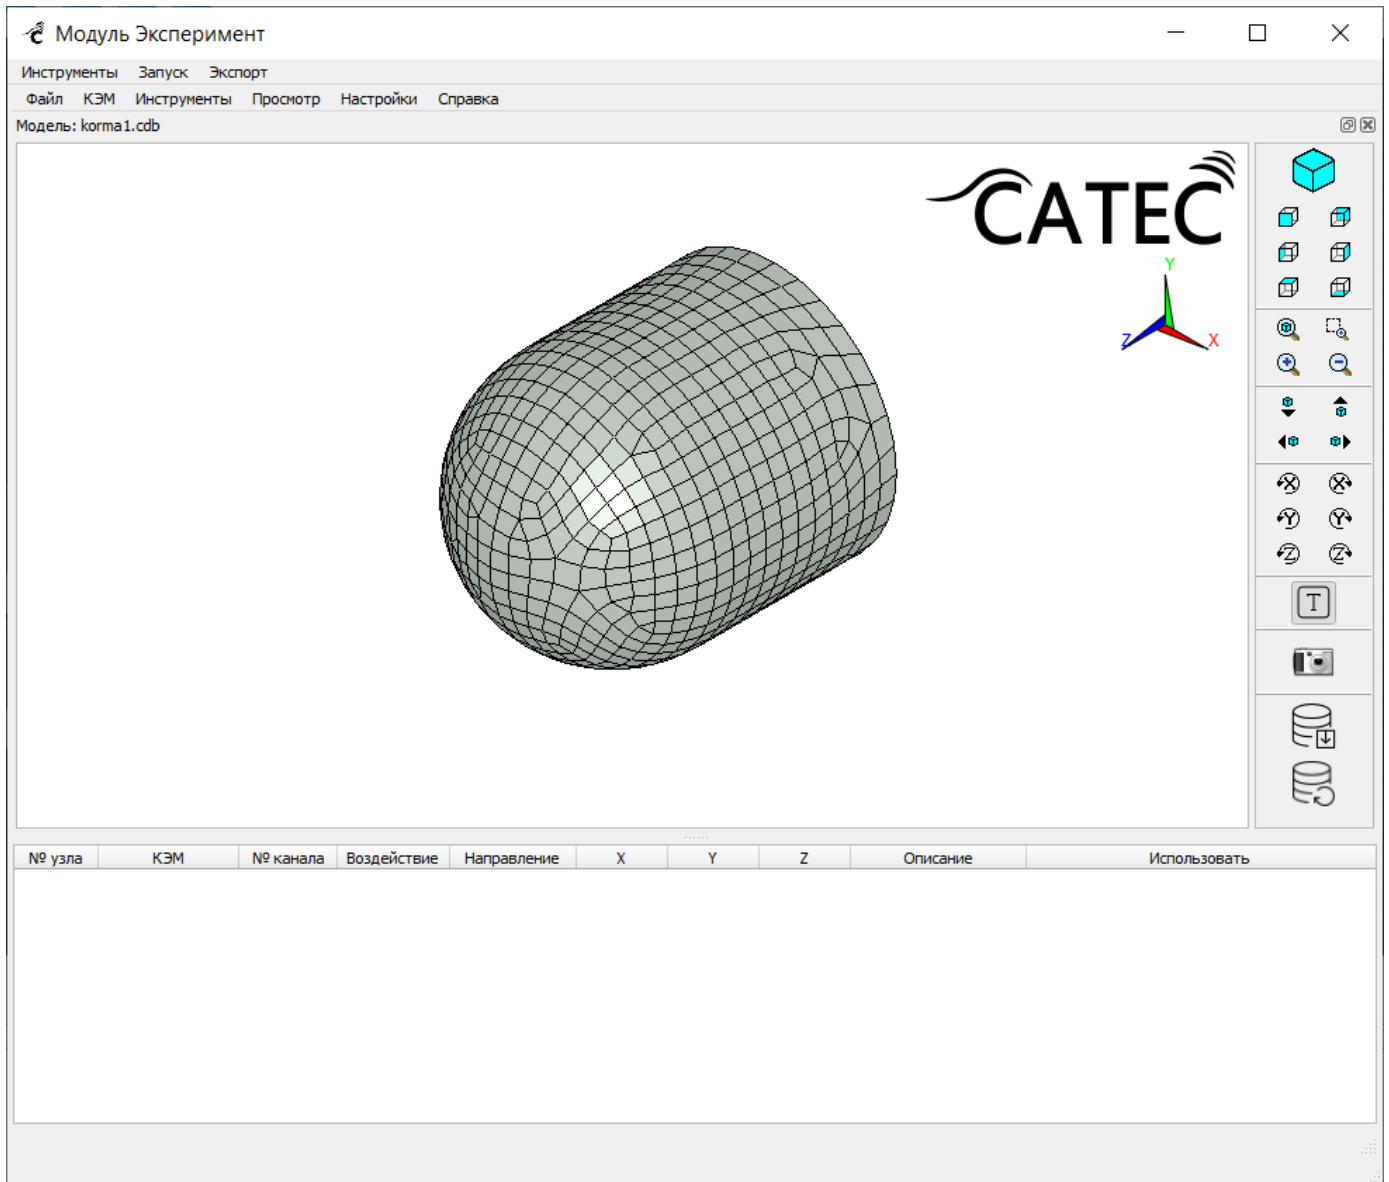 Модуль Эксперимент
Инструменты Запуск Экспорт
Файл КЭМ Инструменты Просмотр Настройки Справка
Модель: korma1.cdb
CATEC
Y
Z X
X X
Y Y
Z Z
T
№ узла КЭМ № канала Воздействие Направление X Y Z Описание Использовать